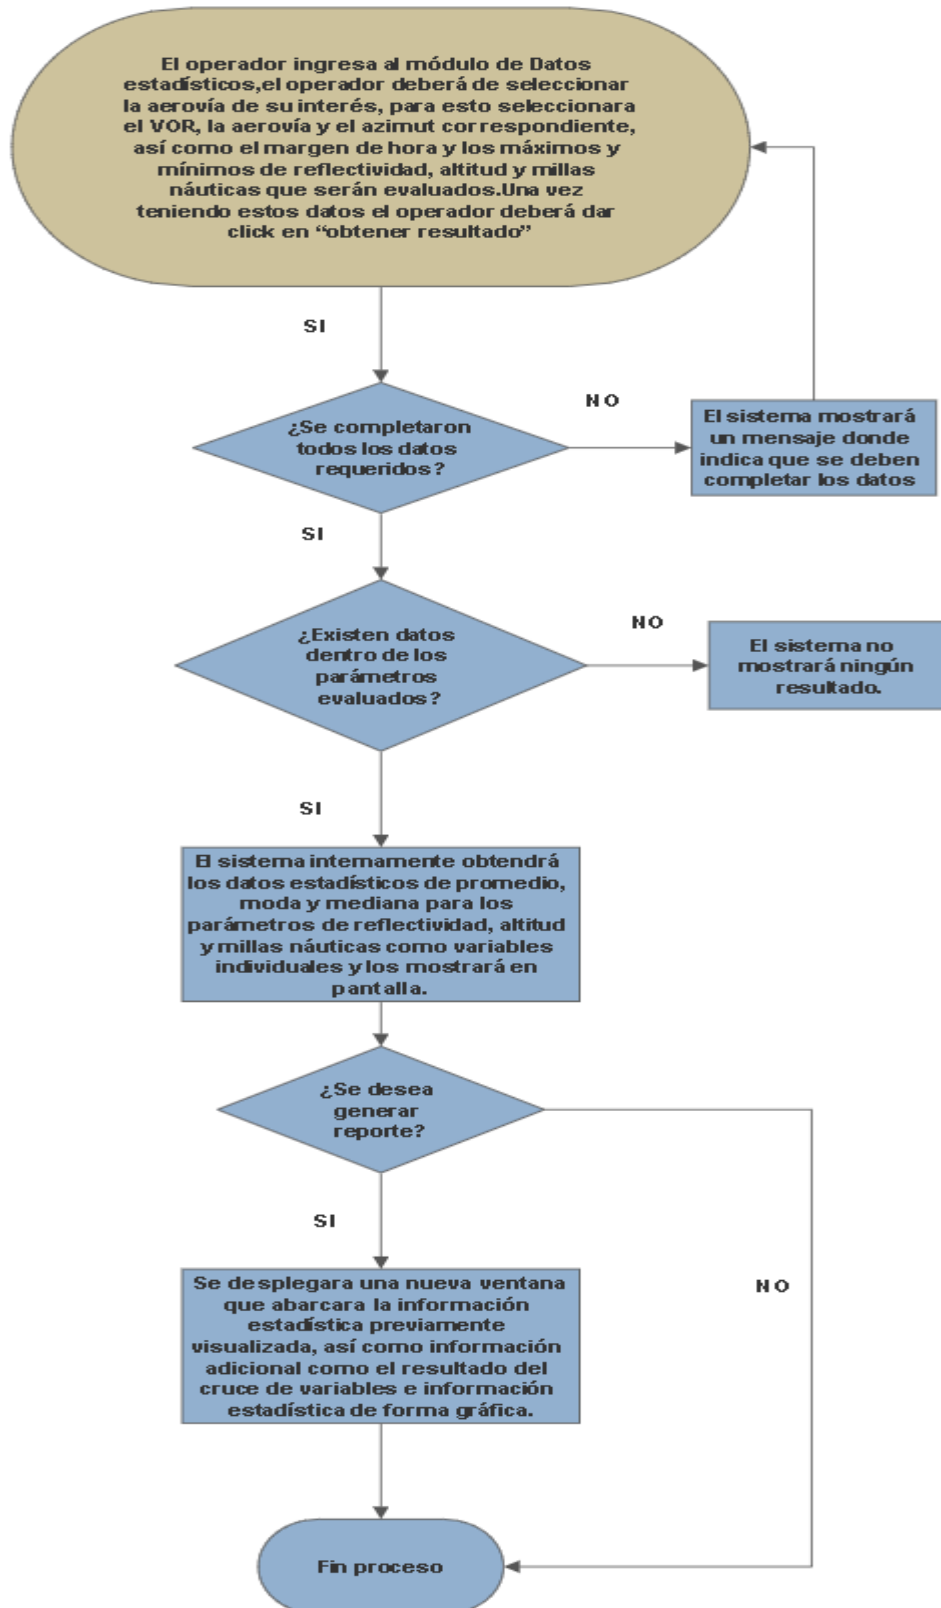 El operador ingresa al módulo de Datos
estadísticos,el operador deberá de seleccionar
la aerovía de su interés, para esto seleccionara
el VOR, la aerovía y el azimut correspondiente,
así como el margen de hora y los máximos y
mínimos de reflectividad, altitud y millas
náuticas que serán evaluados.Una vez
teniendo estos datos el operador deberá dar
click en “obtener resultado”
SI
¿Se completaron
todos los datos
requeridos?
NO
El sistema mostrará
un mensaje donde
indica que se deben
completar los datos
SI
¿Existen datos
dentro de los
parámetros
evaluados?
NO
El sistema no
mostrará ningún
resultado.
SI
El sistema internamente obtendrá
los datos estadísticos de promedio,
moda y mediana para los
parámetros de reflectividad, altitud
y millas náuticas como variables
individuales y los mostrará en
pantalla.
¿Se desea
generar
reporte?
SI
NO
Se desplegara una nueva ventana
que abarcara la información
estadística previamente
visualizada, así como información
adicional como el resultado del
cruce de variables e información
estadística de forma gráfica.
Fin proceso